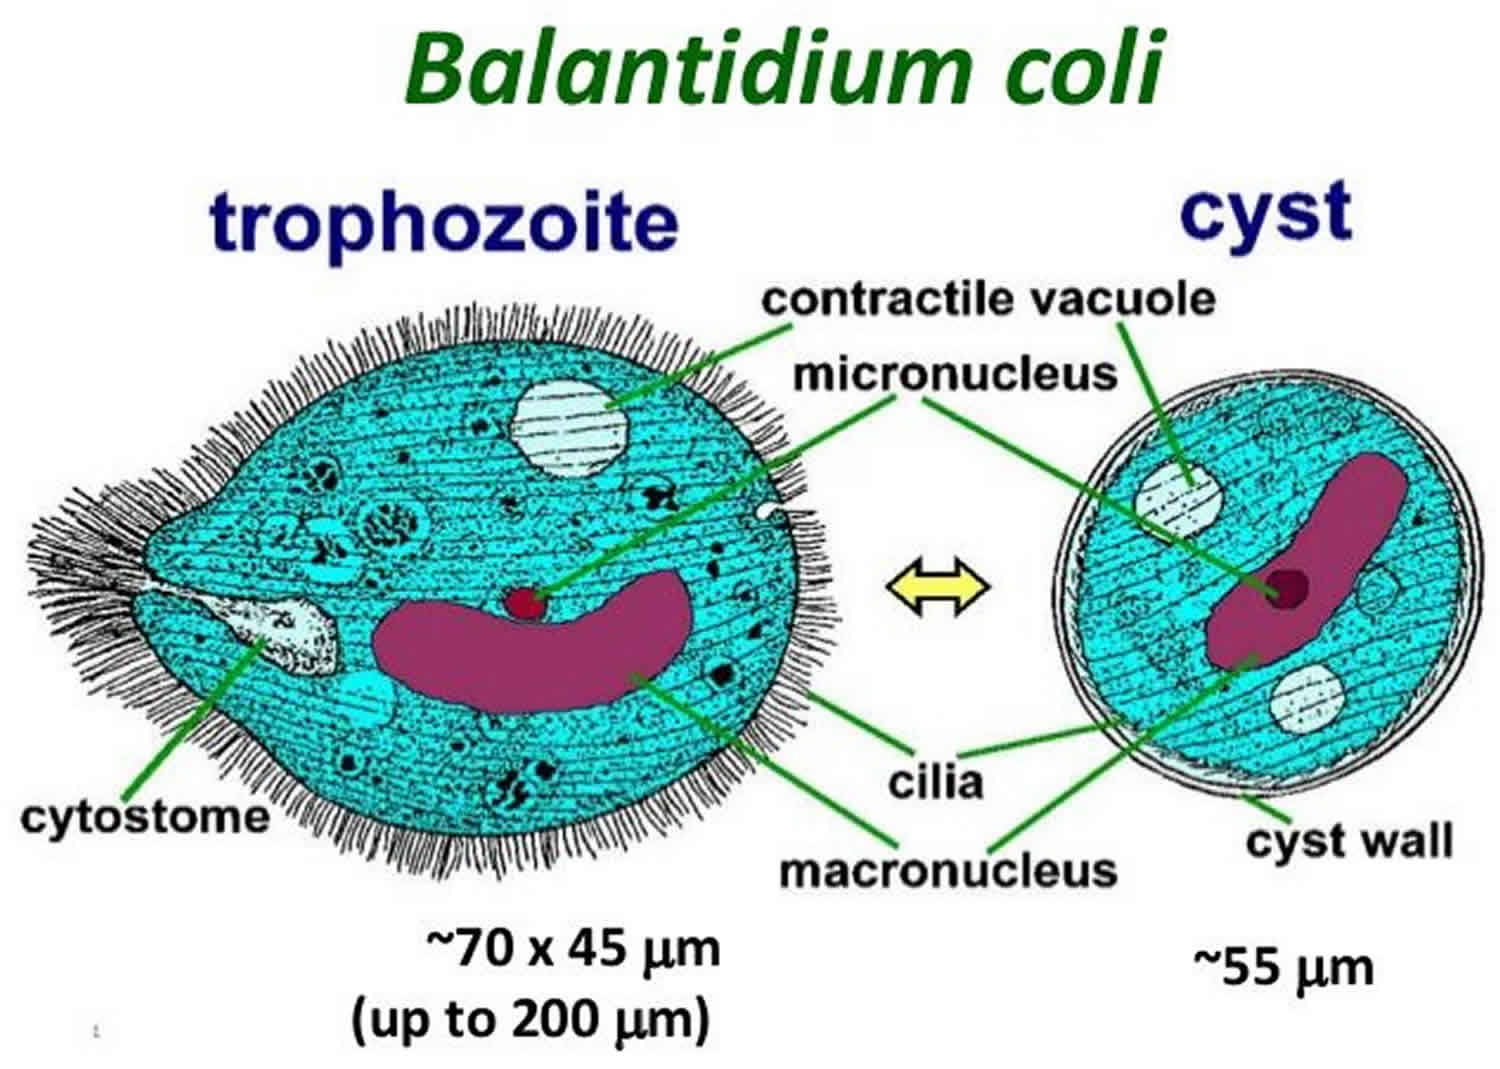 Balantidium coli
trophozoite
cyst
contractile vacuole
micronucleus
cytostome
cilia
macronucleus
cyst wall
~70 x 45 μm
(up to 200 μm)
~55 μm